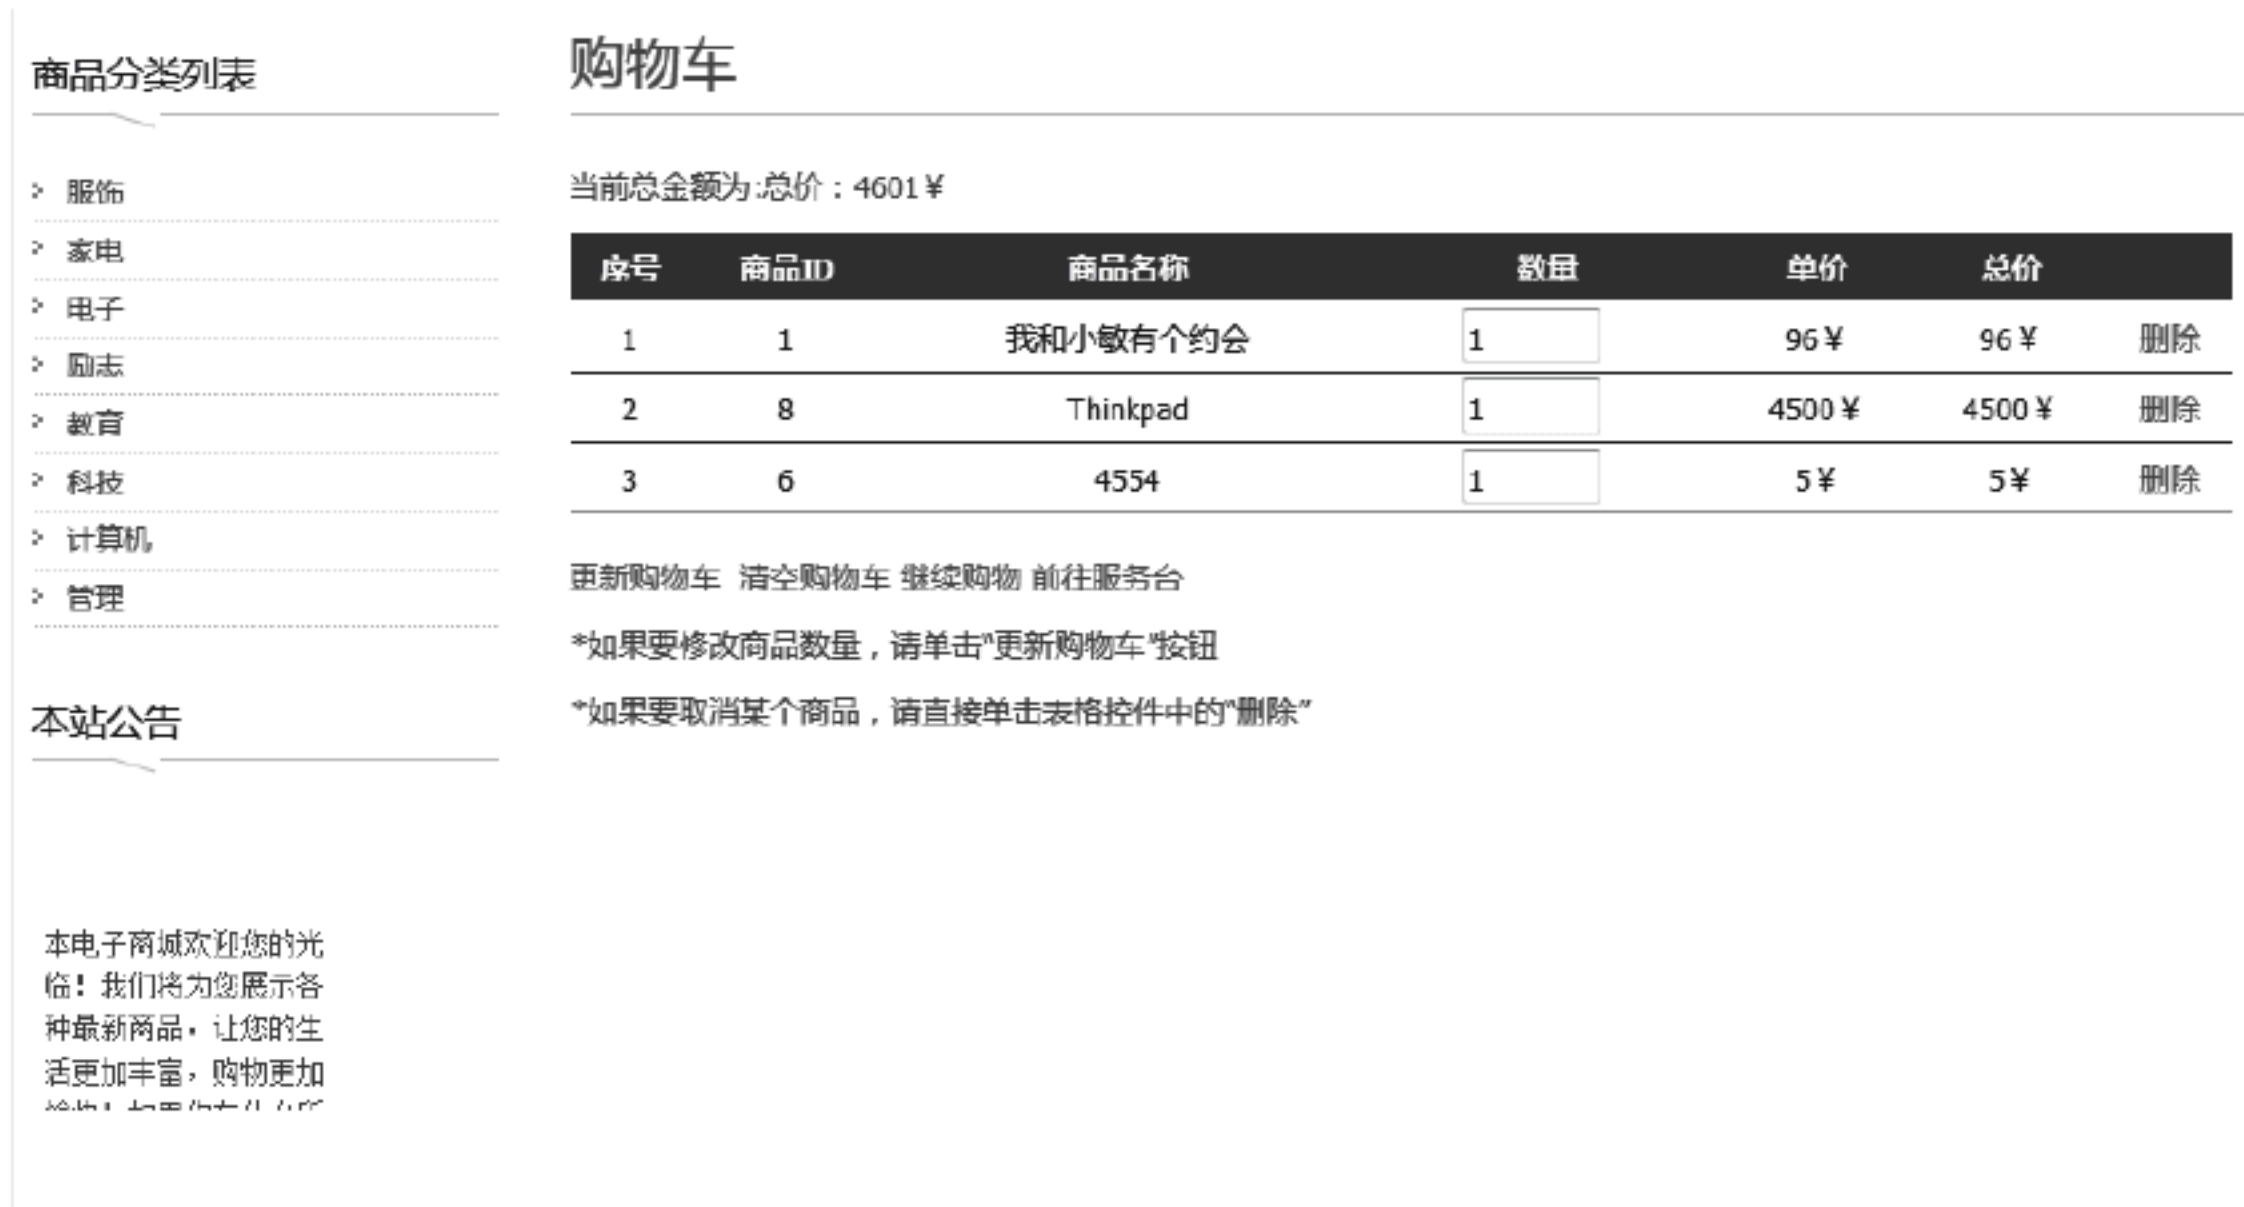 商品分类列表
服饰
家电
电子
励志
教育
科技
计算机
管理
本站公告
本电子商城欢迎您的光
临！我们将为您展示各
种最新商品，让您的生
活更加丰富，购物更加
购物车
当前总金额为:总价：4601¥
序号 商品ID 商品名称 数量 单价 总价
1 1 我和小敏有个约会 1 96¥ 96¥ 删除
2 8 Thinkpad 1 4500¥ 4500¥ 删除
3 6 4554 1 5¥ 5¥ 删除
更新购物车 清空购物车 继续购物 前往服务台
*如果要修改商品数量，请单击“更新购物车”按钮
*如果要取消某个商品，请直接单击表格控件中的“删除”